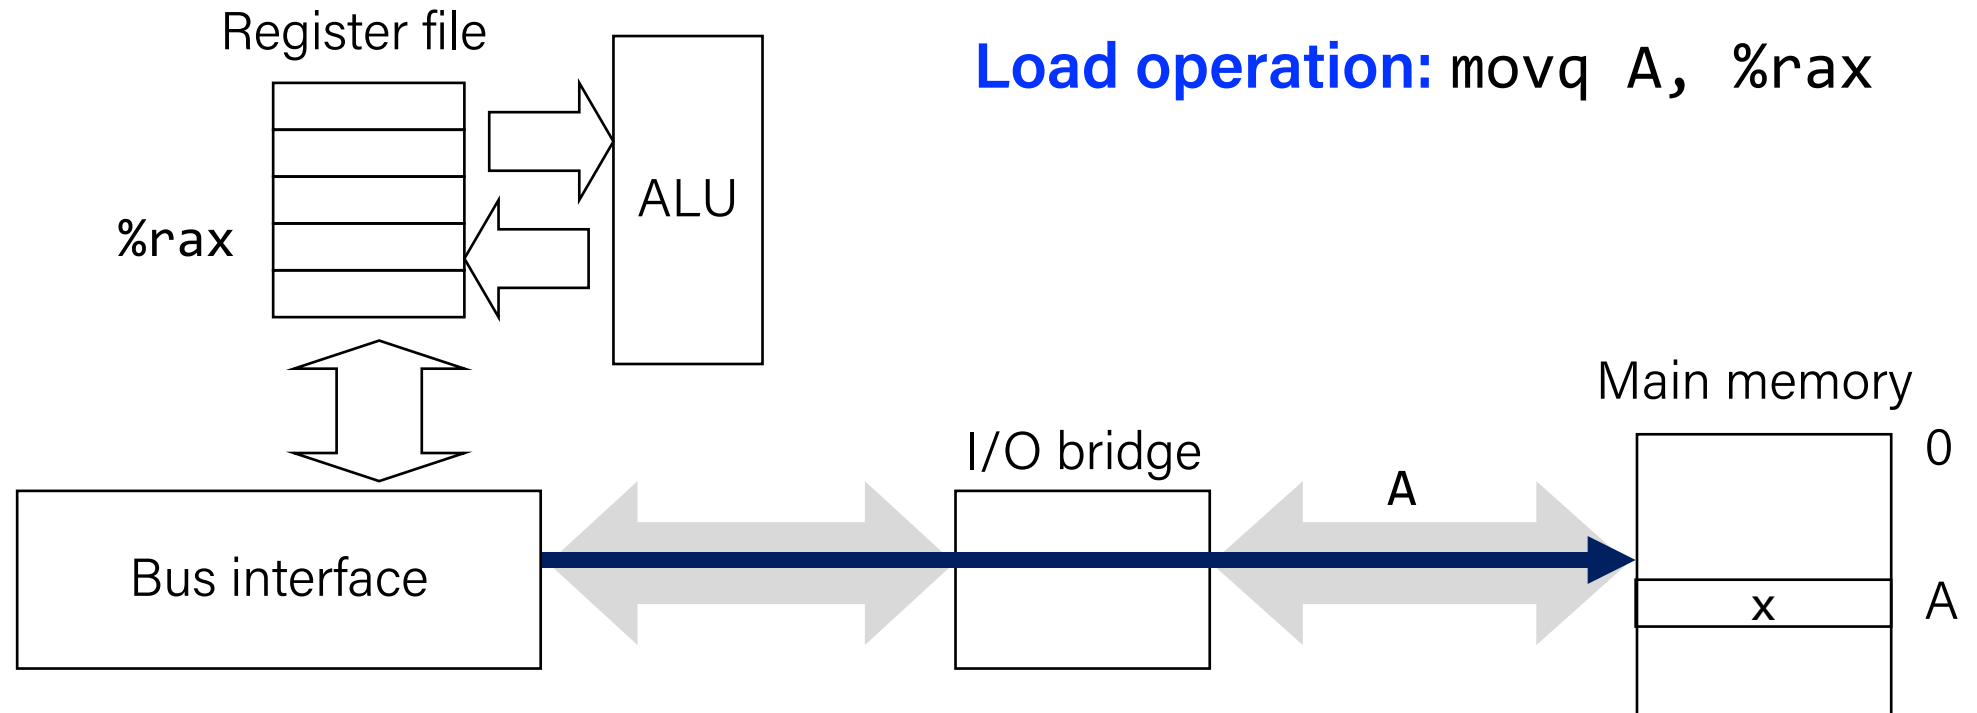 Register file
Load operation: movq A, %rax
ALU
%rax
Main memory
I/O bridge
0
A
Bus interface
x
A